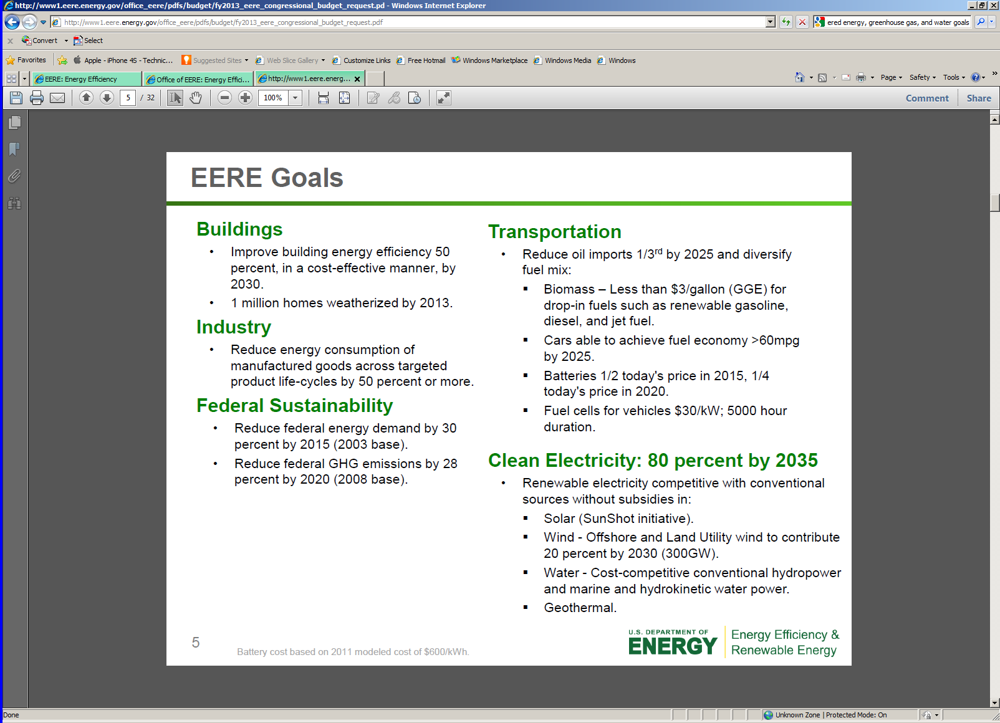 http://www1.eere.energy.gov/office_eere/pdfs/budget/fy2013_eere_congressional_budget_request.pd - Windows Internet Explorer
http://www1.eere.energy.gov/office_eere/pdfs/budget/fy2013_eere_congressional_budget_request.pdf
ered energy, greenhouse gas, and water goals
Convert
Select
Favorites
Apple - iPhone 4S - Technic...
Suggested Sites
Web Slice Gallery
Customize Links
Free Hotmail
Windows Marketplace
Windows Media
Windows
EERE: Energy Efficiency
Office of EERE: Energy Effici...
http://www1.eere.energ...
Page
Safety
Tools
5 / 32
100%
Comment
Share
EERE Goals
Buildings
• Improve building energy efficiency 50
percent, in a cost-effective manner, by
2030.
• 1 million homes weatherized by 2013.
Industry
• Reduce energy consumption of
manufactured goods across targeted
product life-cycles by 50 percent or more.
Federal Sustainability
• Reduce federal energy demand by 30
percent by 2015 (2003 base).
• Reduce federal GHG emissions by 28
percent by 2020 (2008 base).
Transportation
• Reduce oil imports 1/3rd by 2025 and diversify
fuel mix:
▪ Biomass – Less than $3/gallon (GGE) for
drop-in fuels such as renewable gasoline,
diesel, and jet fuel.
▪ Cars able to achieve fuel economy >60mpg
by 2025.
▪ Batteries 1/2 today's price in 2015, 1/4
today's price in 2020.
▪ Fuel cells for vehicles $30/kW; 5000 hour
duration.
Clean Electricity: 80 percent by 2035
• Renewable electricity competitive with conventional
sources without subsidies in:
▪ Solar (SunShot initiative).
▪ Wind - Offshore and Land Utility wind to contribute
20 percent by 2030 (300GW).
▪ Water - Cost-competitive conventional hydropower
and marine and hydrokinetic water power.
▪ Geothermal.
5
Battery cost based on 2011 modeled cost of $600/kWh.
U.S. DEPARTMENT OF
ENERGY
Energy Efficiency &
Renewable Energy
Done
Unknown Zone | Protected Mode: On